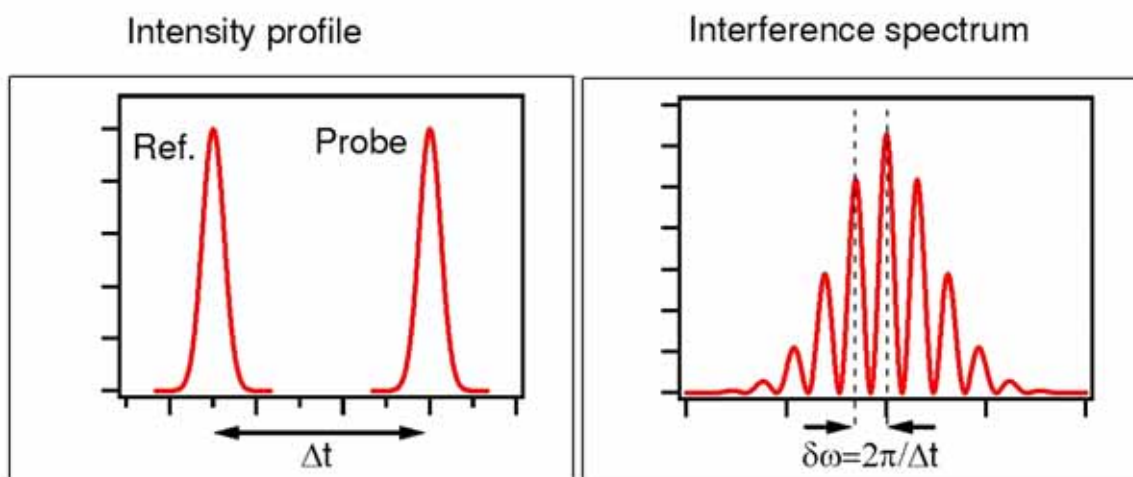 Intensity profile
Interference spectrum
Ref.
Probe
Δt
δω=2π/Δt